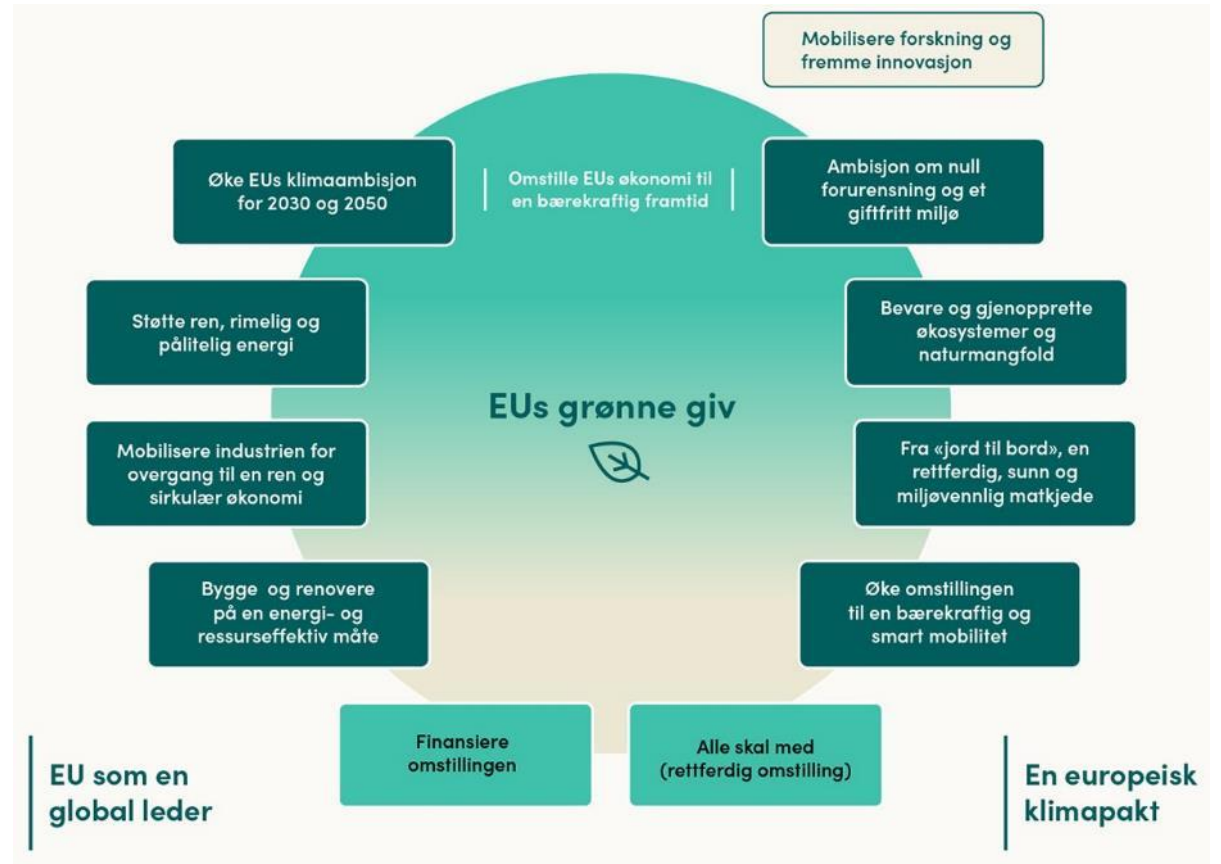 Mobilisere forskning og
fremme innovasjon
Øke EUs klimaambisjon
for 2030 og 2050
Omstille EUs økonomi til
en bærekraftig framtid
Ambisjon om null
forurensning og et
giftfritt miljø
Støtte ren, rimelig og
pålitelig energi
Bevare og gjenopprette
økosystemer og
naturmangfold
EUs grønne giv
Mobilisere industrien for
overgang til en ren og
sirkulær økonomi
Fra «jord til bord», en
rettferdig, sunn og
miljøvennlig matkjede
Bygge og renovere
på en energi- og
ressurseffektiv måte
Øke omstillingen
til en bærekraftig og
smart mobilitet
Finansiere
omstillingen
Alle skal med
(rettferdig omstilling)
EU som en
global leder
En europeisk
klimapakt